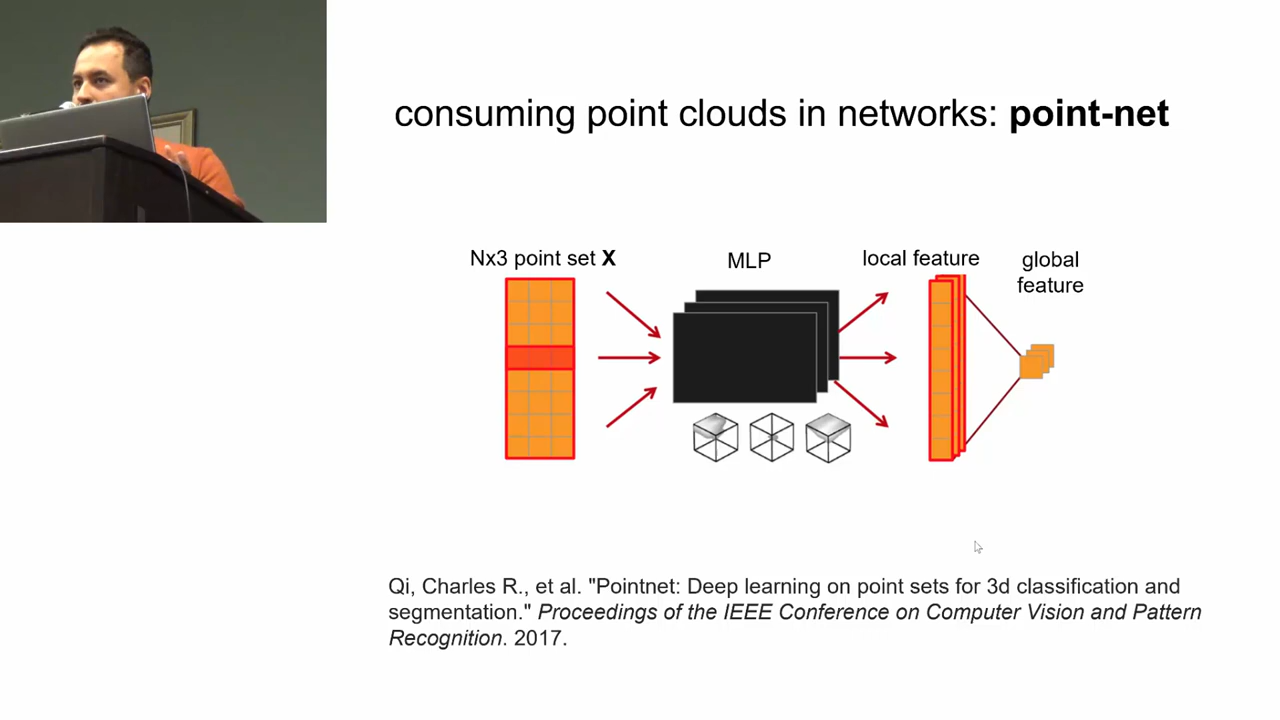 consuming point clouds in networks: point-net
Nx3 point set X
MLP
local feature
global
feature
Qi, Charles R., et al. "Pointnet: Deep learning on point sets for 3d classification and
segmentation." Proceedings of the IEEE Conference on Computer Vision and Pattern
Recognition. 2017.